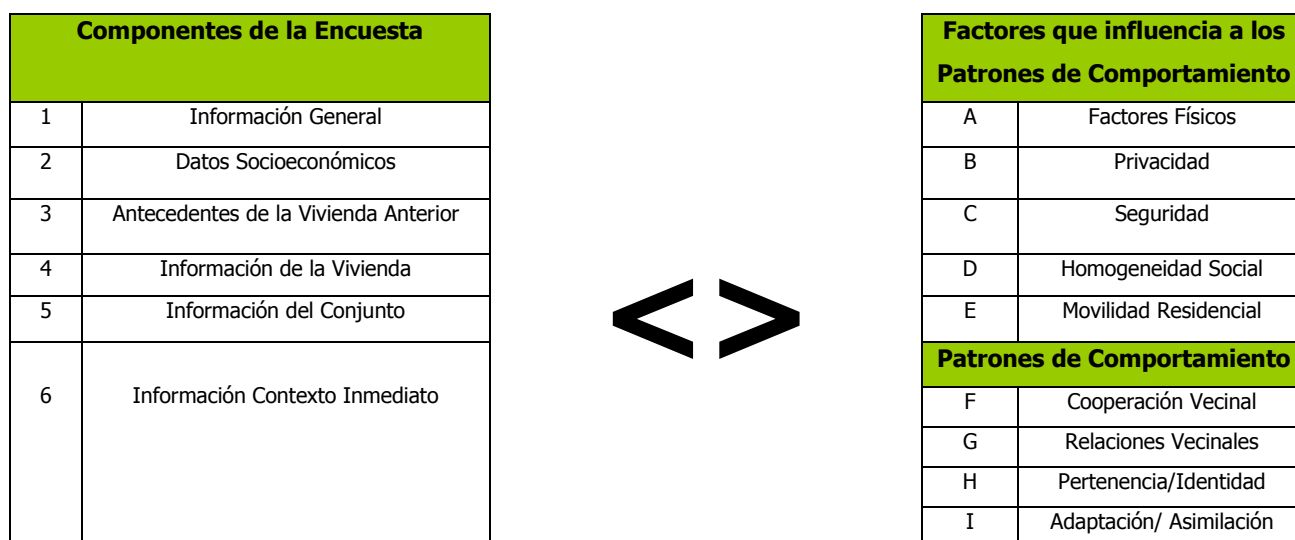 Componentes de la Encuesta
1 Información General
2 Datos Socioeconómicos
3 Antecedentes de la Vivienda Anterior
4 Información de la Vivienda
5 Información del Conjunto
6 Información Contexto Inmediato
<>
Factores que influencia a los
Patrones de Comportamiento
A Factores Físicos
B Privacidad
C Seguridad
D Homogeneidad Social
E Movilidad Residencial
Patrones de Comportamiento
F Cooperación Vecinal
G Relaciones Vecinales
H Pertenencia/Identidad
I Adaptación/ Asimilación